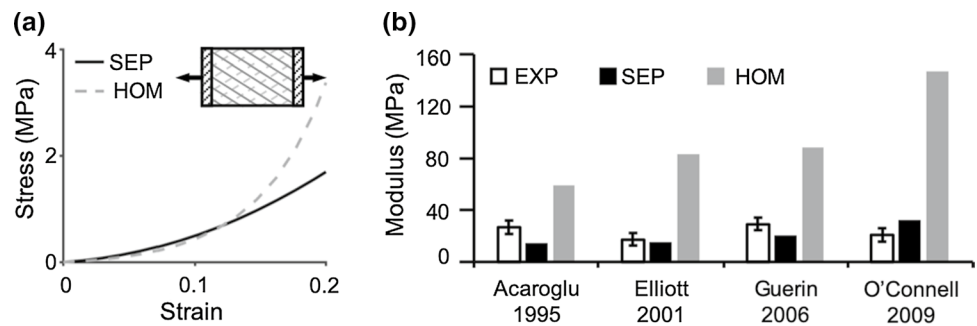 (a)
4
2
0
Stress (MPa)
SEP
HOM
0
0.1
0.2
Strain
(b)
160
120
80
40
0
Modulus (MPa)
EXP
SEP
HOM
Acaroglu
1995
Elliott
2001
Guerin
2006
O'Connell
2009